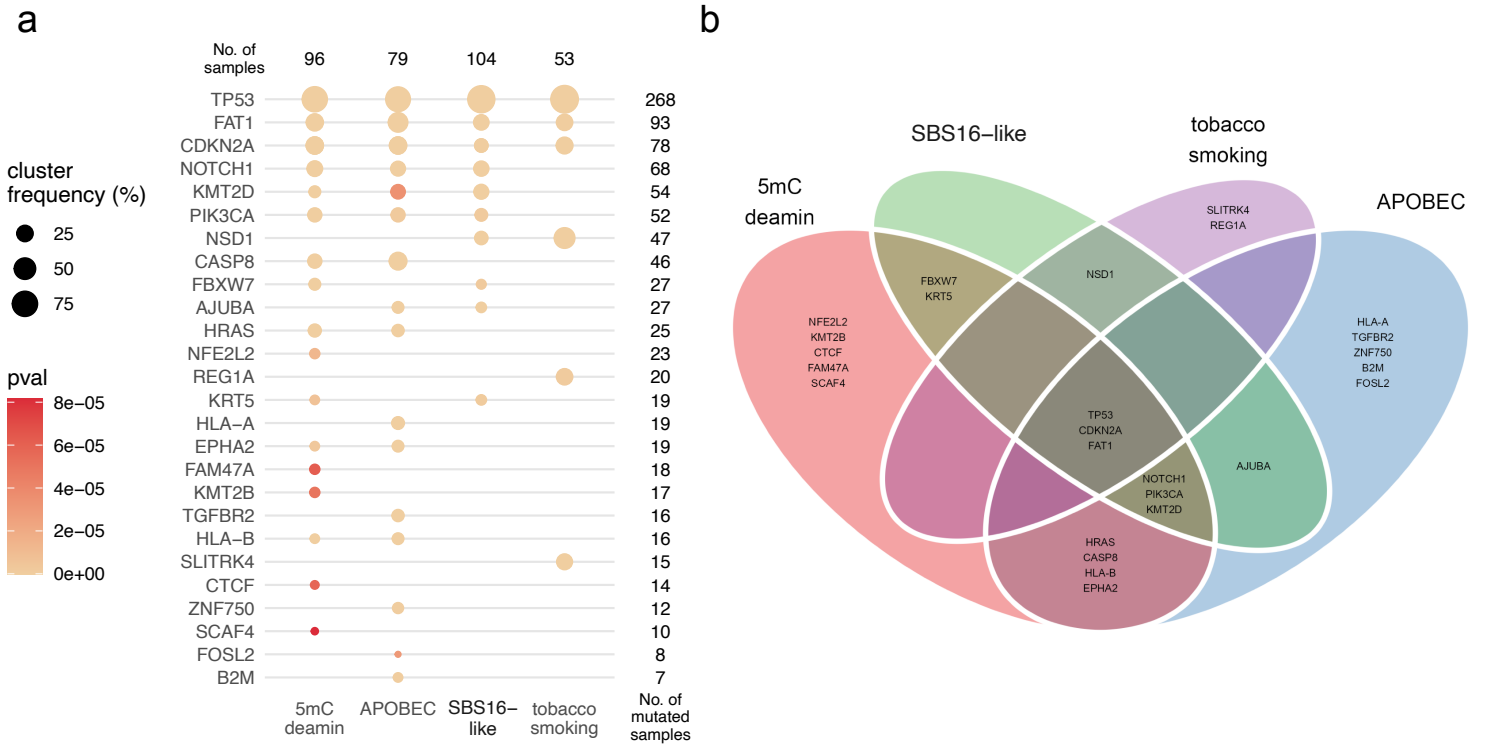 a
No. of
samples
96
79
104
53
TP53
268
FAT1
93
CDKN2A
78
NOTCH1
68
KMT2D
54
PIK3CA
52
NSD1
47
CASP8
46
FBXW7
27
AJUBA
27
HRAS
25
NFE2L2
23
REG1A
20
KRT5
19
HLA−A
19
EPHA2
19
FAM47A
18
KMT2B
17
TGFBR2
16
HLA−B
16
SLITRK4
15
CTCF
14
ZNF750
12
SCAF4
10
FOSL2
8
B2M
7
5mC
deamin
APOBEC
SBS16−
like
tobacco
smoking
No. of
mutated
samples
cluster
frequency (%)
25
50
75
pval
8e−05
6e−05
4e−05
2e−05
0e+00
b
5mC
deamin
SBS16−like
tobacco
smoking
APOBEC
SLITRK4
REG1A
FBXW7
KRT5
NSD1
NFE2L2
KMT2B
CTCF
FAM47A
SCAF4
HLA-A
TGFBR2
ZNF750
B2M
FOSL2
TP53
CDKN2A
FAT1
AJUBA
NOTCH1
PIK3CA
KMT2D
HRAS
CASP8
HLA-B
EPHA2